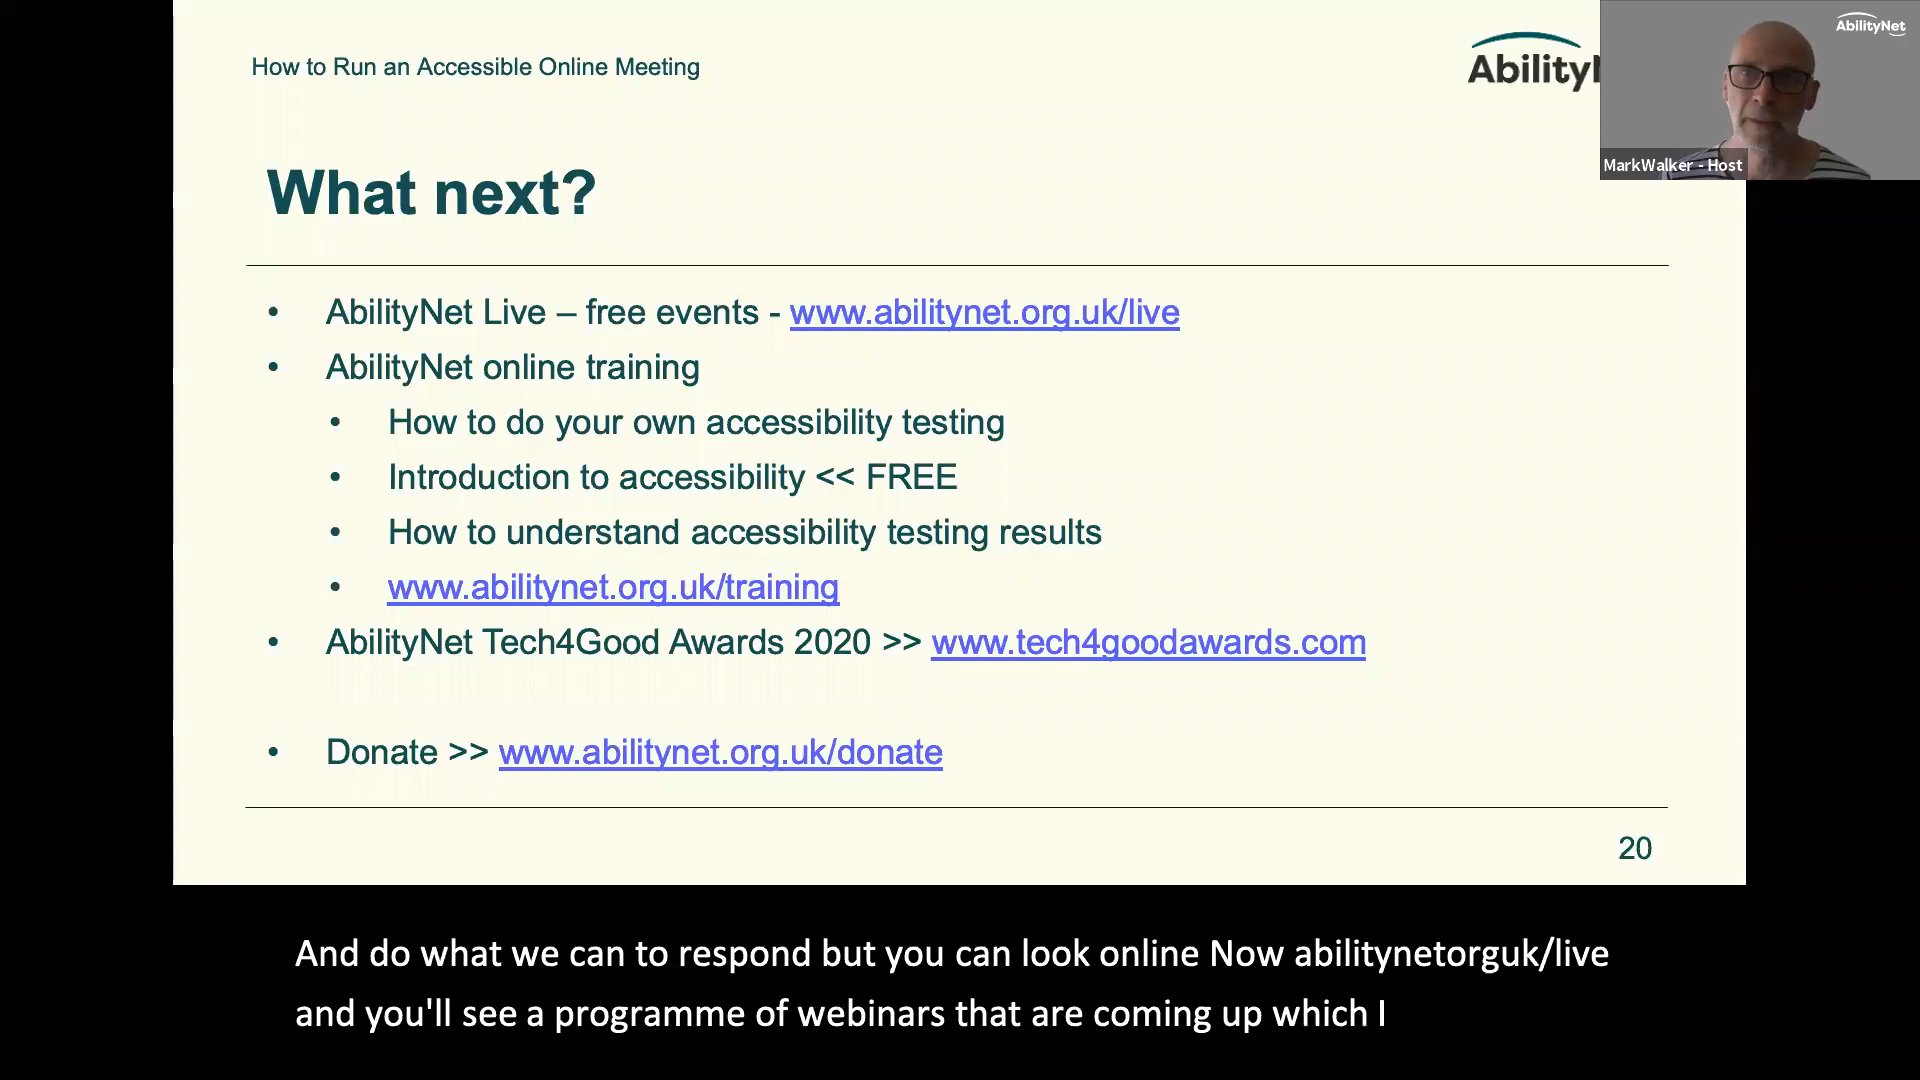 How to Run an Accessible Online Meeting
Ability
AbilityNet
MarkWalker - Host
What next?
• AbilityNet Live – free events - www.abilitynet.org.uk/live
• AbilityNet online training
• How to do your own accessibility testing
• Introduction to accessibility << FREE
• How to understand accessibility testing results
• www.abilitynet.org.uk/training
• AbilityNet Tech4Good Awards 2020 >> www.tech4goodawards.com
• Donate >> www.abilitynet.org.uk/donate
20
And do what we can to respond but you can look online Now abilitynetorguk/live
and you'll see a programme of webinars that are coming up which I